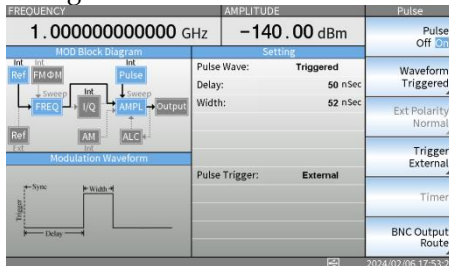 FREQUENCY
AMPLITUDE
Pulse
1.000000000000 GHz
-140.00 dBm
MOD Block Diagram
Setting
Pulse
Off On
Int
Int
Ref
FMΦM
Pulse
Sweep
Int
Sweep
FREQ
I/Q
AMPL
Output
Ref
AM
ALC
Ext
Int
Modulation Waveform
Sync
Width
Trigger
Delay
Pulse Wave: Triggered
Delay: 50 nSec
Width: 52 nSec
Pulse Trigger: External
Waveform
Triggered
Ext Polarity
Normal
Trigger
External
Timer
BNC Output
Route
2024/02/06 17:53:2